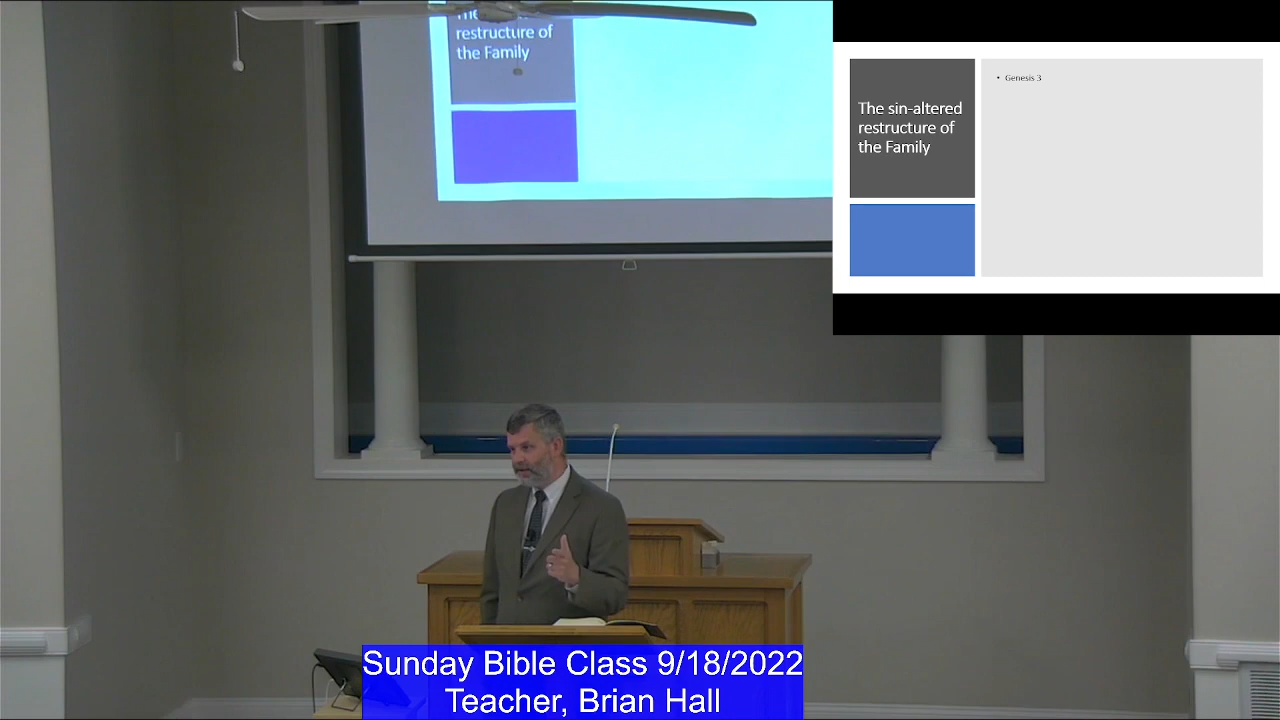 restructure of
the Family
The sin-altered
restructure of
the Family
• Genesis 3
Sunday Bible Class 9/18/2022
Teacher, Brian Hall